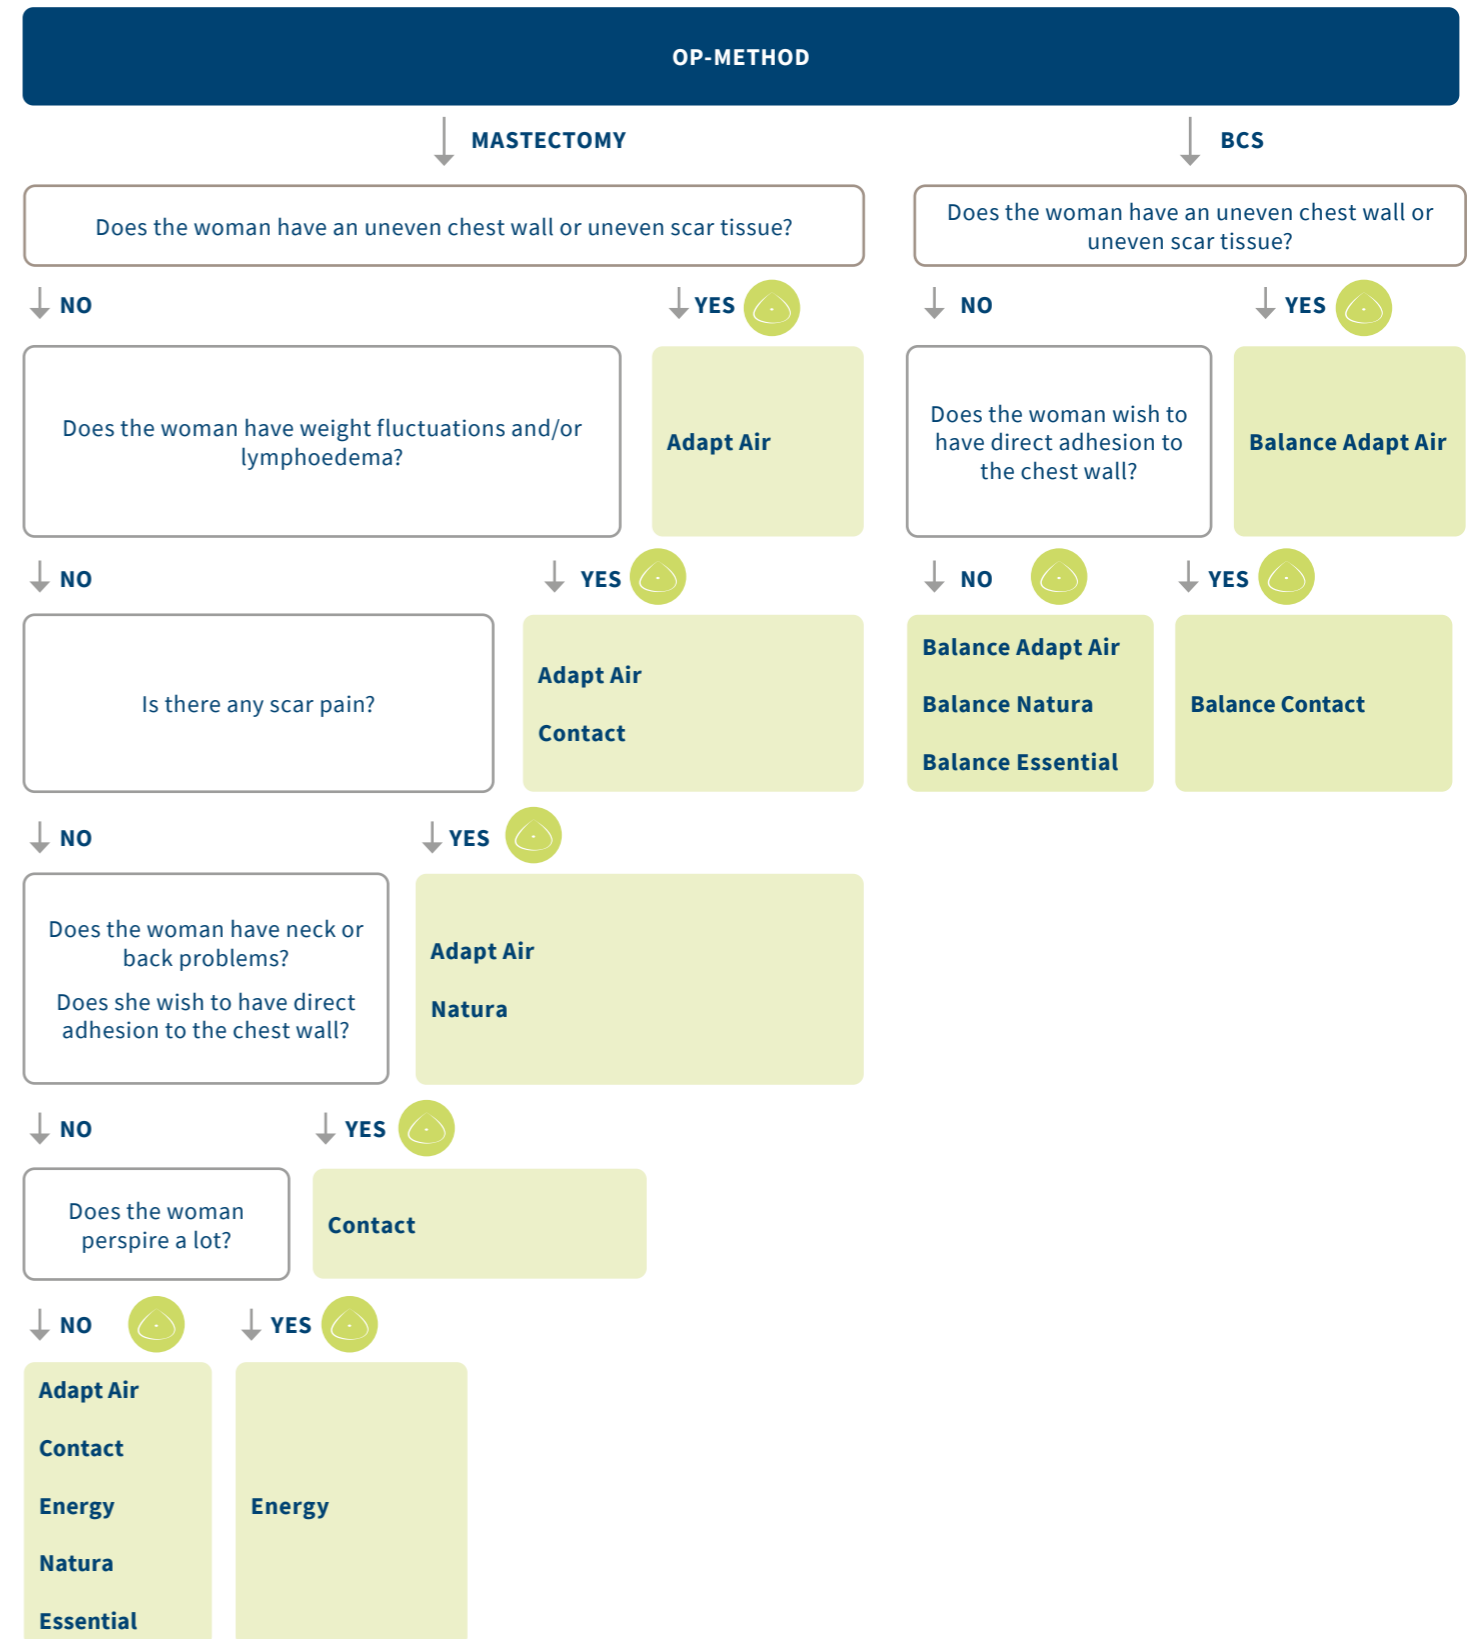 OP-METHOD
MASTECTOMY
BCS
Does the woman have an uneven chest wall or uneven scar tissue?
Does the woman have an uneven chest wall or
uneven scar tissue?
NO
YES
NO
YES
Does the woman have weight fluctuations and/or
lymphoedema?
Adapt Air
Does the woman wish to
have direct adhesion to
the chest wall?
Balance Adapt Air
NO
YES
NO
YES
Is there any scar pain?
Adapt Air
Contact
Balance Adapt Air
Balance Natura
Balance Essential
Balance Contact
NO
YES
Does the woman have neck or
back problems?
Does she wish to have direct
adhesion to the chest wall?
Adapt Air
Natura
NO
YES
Does the woman
perspire a lot?
Contact
NO
YES
Adapt Air
Contact
Energy
Natura
Essential
Energy